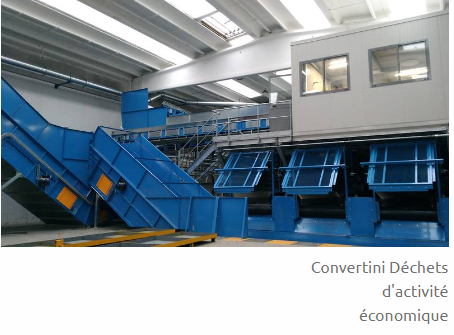 Convertini Déchets
d'activité
économique